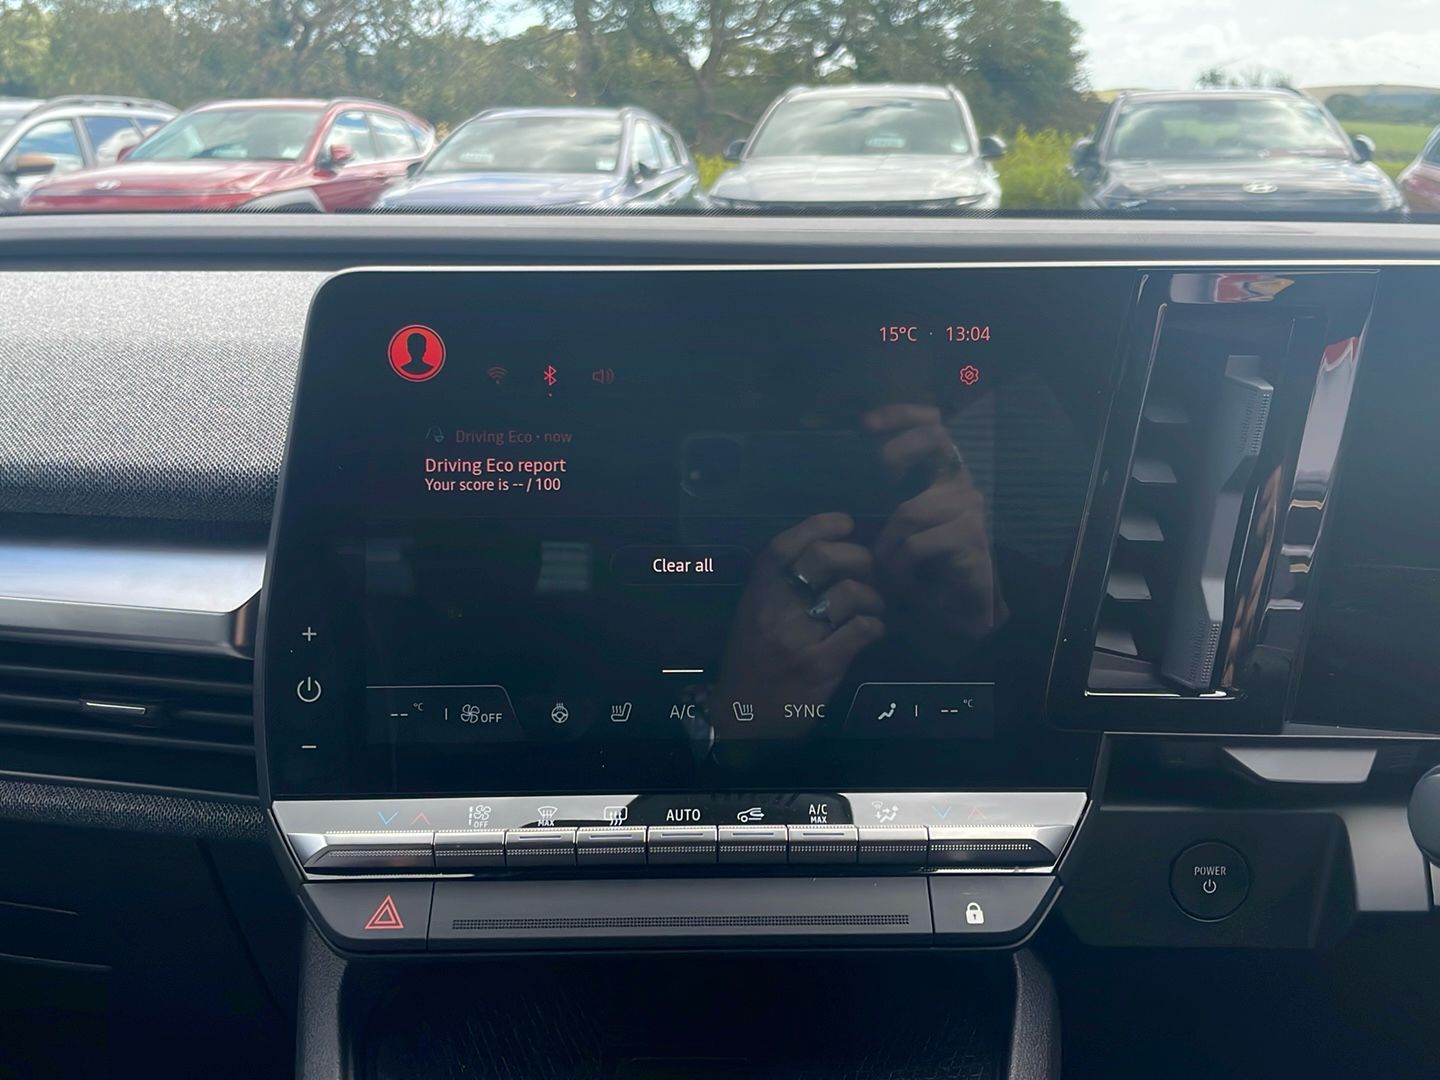 15°C · 13:04
Driving Eco • now
Driving Eco report
Your score is -- / 100
Clear all
+
−
-- °C
OFF
A/C
SYNC
-- °C
OFF
MAX
AUTO
A/C
MAX
POWER